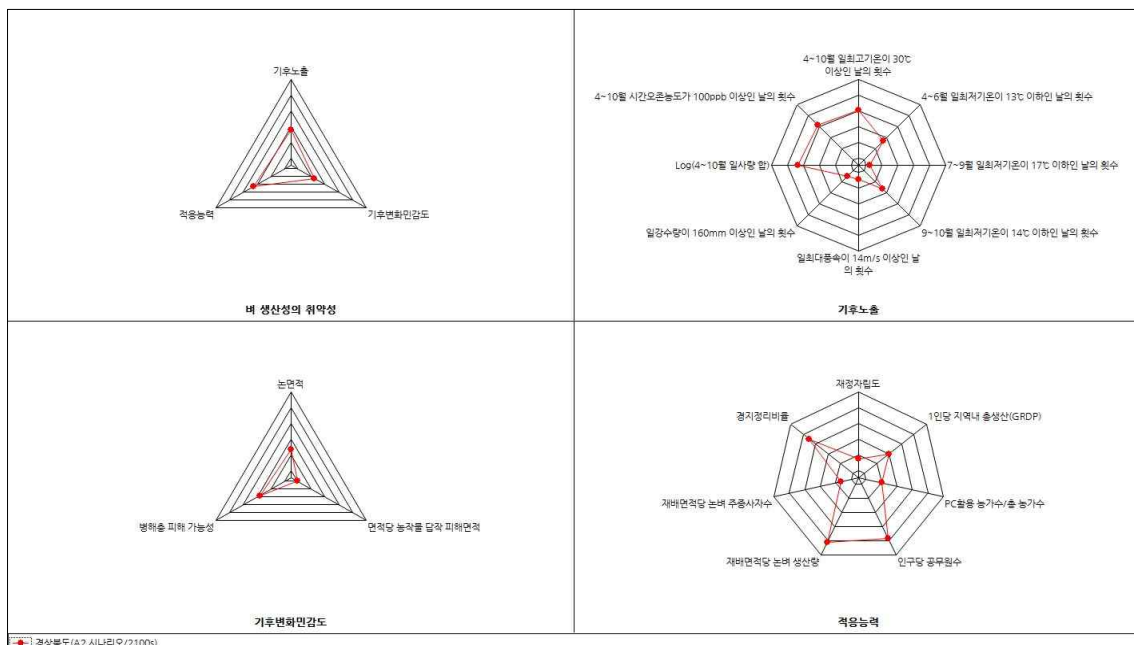 기후노출
적응능력
기후변화민감도
벼 생산성의 취약성
4~10월 일최고기온이 30℃
이상인 날의 횟수
4~10월 시간오존농도가 100ppb 이상인 날의 횟수
4~6월 일최저기온이 13℃ 이하인 날의 횟수
Log(4~10월 일사량 합)
7~9월 일최저기온이 17℃ 이하인 날의 횟수
일강수량이 160mm 이상인 날의 횟수
9~10월 일최저기온이 14℃ 이하인 날의 횟수
일최대풍속이 14m/s 이상인 날
의 횟수
기후노출
논면적
병해충 피해 가능성
면적당 농작물 답작 피해면적
기후변화민감도
재정자립도
경지정리비율
1인당 지역내 총생산(GRDP)
재배면적당 논벼 주종사자수
PC활용 농가수/총 농가수
재배면적당 논벼 생산량
인구당 공무원수
적응능력
경상북도(A2 시나리오/2100s)